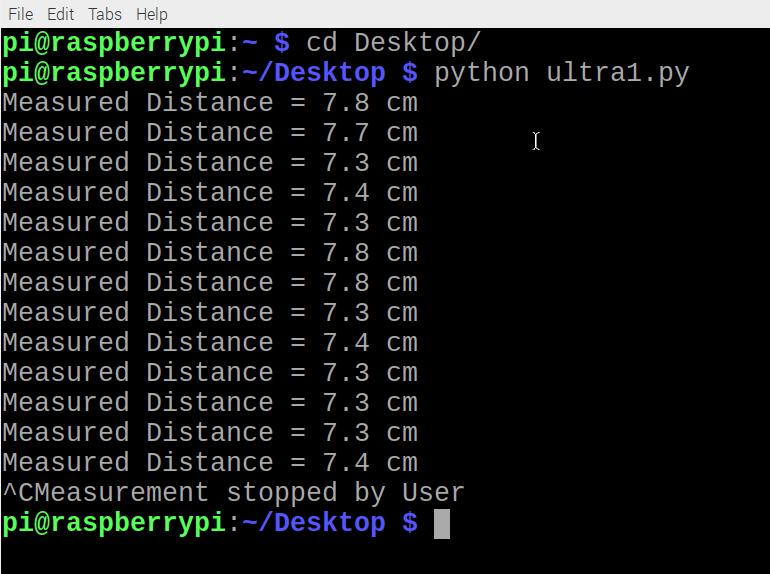 File Edit Tabs Help
pi@raspberrypi:~ $ cd Desktop/
pi@raspberrypi:~/Desktop $ python ultra1.py
Measured Distance = 7.8 cm
Measured Distance = 7.7 cm
Measured Distance = 7.3 cm
Measured Distance = 7.4 cm
Measured Distance = 7.3 cm
Measured Distance = 7.8 cm
Measured Distance = 7.8 cm
Measured Distance = 7.3 cm
Measured Distance = 7.4 cm
Measured Distance = 7.3 cm
Measured Distance = 7.3 cm
Measured Distance = 7.3 cm
Measured Distance = 7.4 cm
^CMeasurement stopped by User
pi@raspberrypi:~/Desktop $